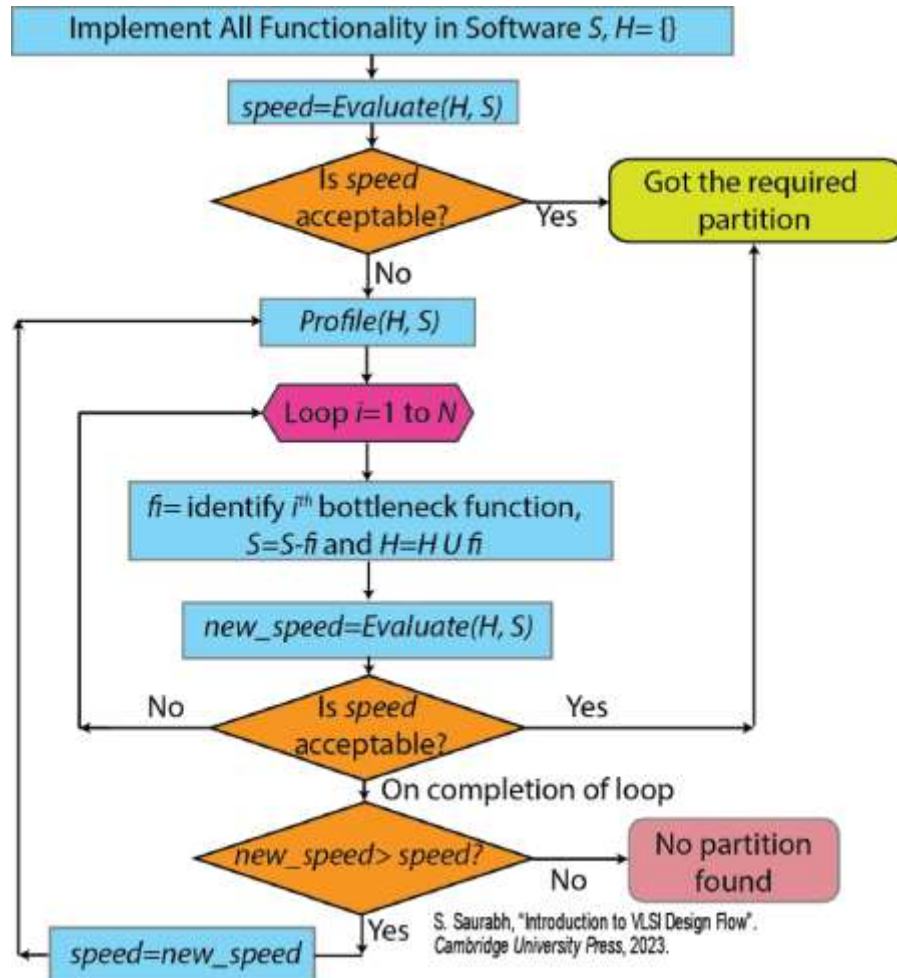 Implement All Functionality in Software S, H= {}
speed=Evaluate(H, S)
Is speed
acceptable?
Yes
Got the required
partition
No
Profile(H, S)
Loop i=1 to N
fi= identify ith bottleneck function,
S=S-fi and H=H U fi
new_speed=Evaluate(H, S)
No
Is speed
acceptable?
Yes
On completion of loop
new_speed> speed?
No
No partition
found
Yes
speed=new_speed
S. Saurabh, "Introduction to VLSI Design Flow".
Cambridge University Press, 2023.